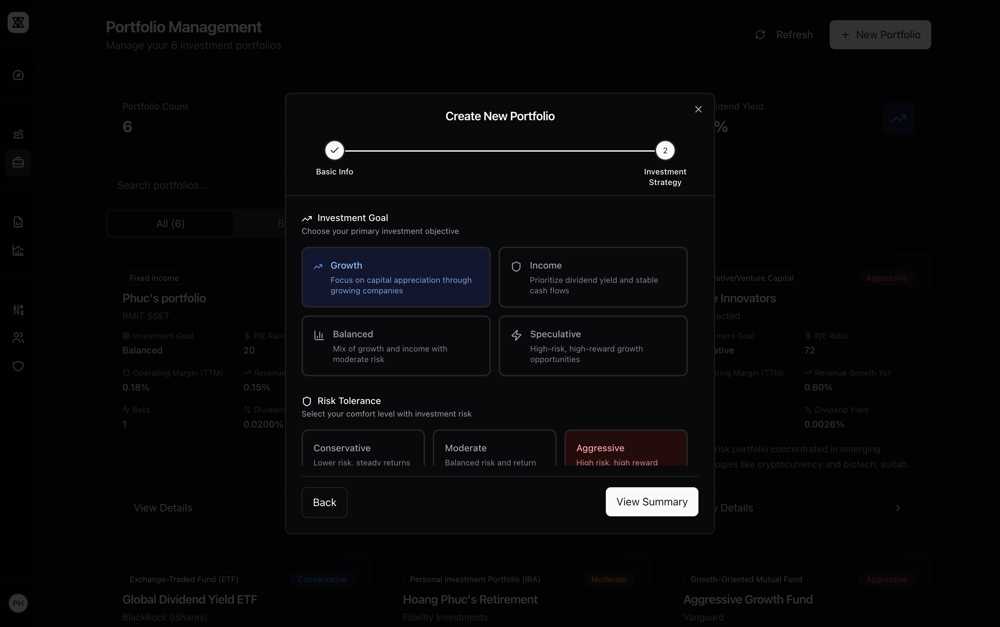 Portfolio Management
Manage your 6 investment portfolios
Refresh
New Portfolio
Portfolio Count
6
idend Yield
%
Search portfolios...
All (6)
Create New Portfolio
2
Basic Info
Investment
Strategy
Investment Goal
Choose your primary investment objective
Growth
Focus on capital appreciation through
growing companies
Income
Prioritize dividend yield and stable
cash flows
Balanced
Mix of growth and income with
moderate risk
Speculative
High-risk, high-reward growth
opportunities
Risk Tolerance
Select your comfort level with investment risk
Conservative
Lower risk, steady returns
Moderate
Balanced risk and return
Aggressive
High risk, high reward
Back
View Summary
Fixed income
Phuc's portfolio
RMIT SSET
Investment Goal
P/E Ratio
Balanced
20
Operating Margin (TTM)
Revenue
0.18%
0.15%
Beta
Dividend
1
0.0200%
View Details
lative/Venture Capital
Aggressive
e Innovators
rected
ment Goal
P/E Ratio
ative
72
ating Margin (TTM)
Revenue Growth YoY
0.60%
Dividend Yield
0.0026%
risk portfolio concentrated in emerging
ogies like cryptocurrency and biotech, suitab...
w Details
Exchange-Traded Fund (ETF)
Conservative
Global Dividend Yield ETF
BlackRock (iShares)
Personal Investment Portfolio (IRA)
Moderate
Hoang Phuc's Retirement
Fidelity Investments
Growth-Oriented Mutual Fund
Aggressive
Aggressive Growth Fund
Vanguard
PH